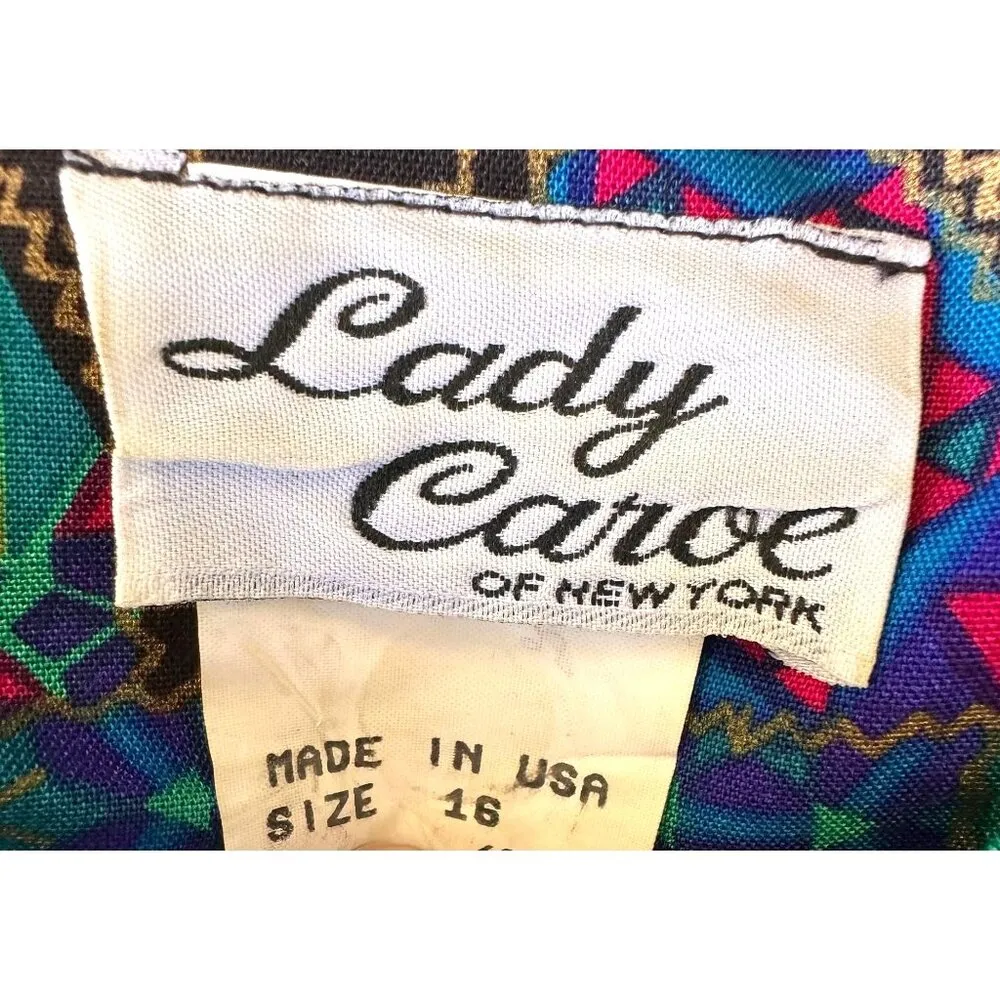 Lady
Caroe
OF NEW YORK
MADE IN USA
SIZE 16